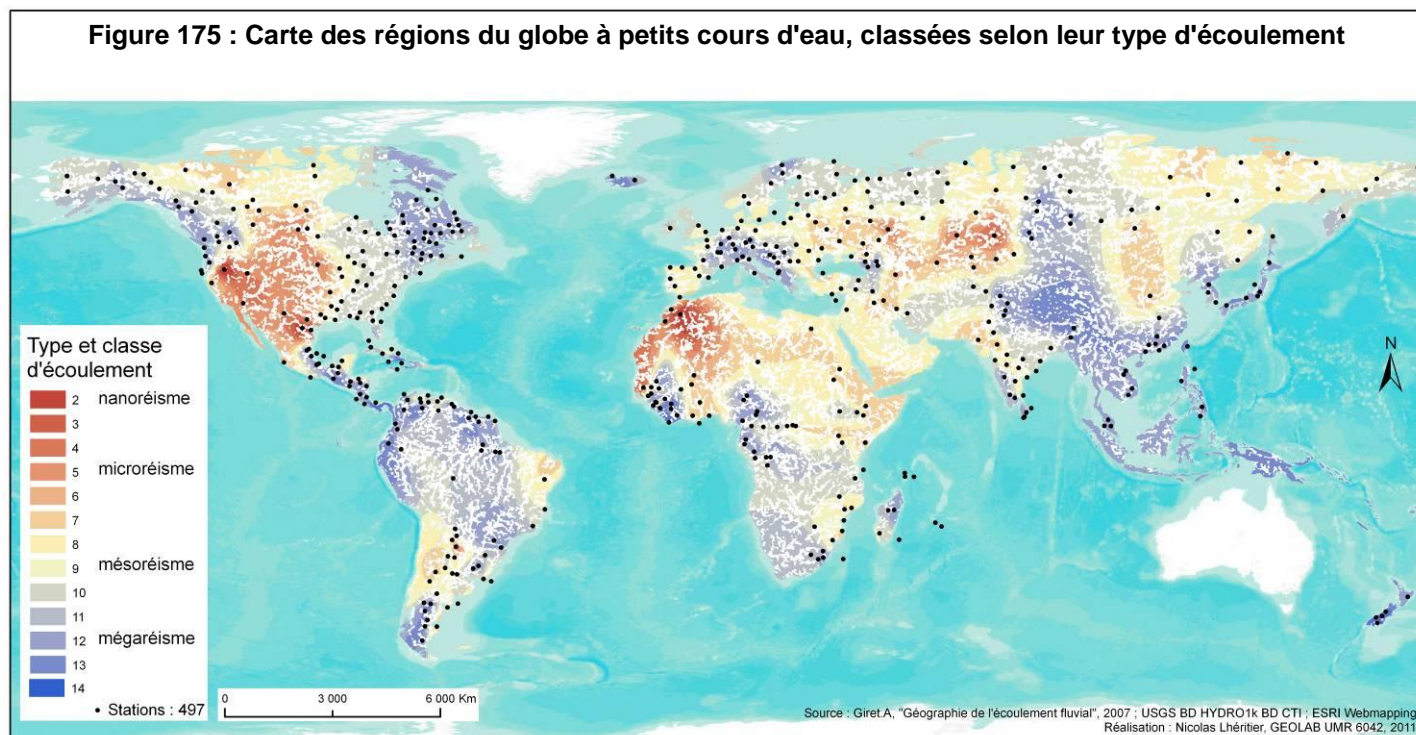 Figure 175 : Carte des régions du globe à petits cours d'eau, classées selon leur type d'écoulement
N
Type et classe
d'écoulement
2 nanoréisme
3
4
5 microréisme
6
7
8
9 mésoréisme
10
11
12 mégaréisme
13
14
• Stations : 497
0 3 000 6 000 Km
Source : Giret.A, "Géographie de l'écoulement fluvial", 2007 ; USGS BD HYDRO1k BD CTI ; ESRI Webmapping
Réalisation : Nicolas Lhéritier, GEOLAB UMR 6042, 2011